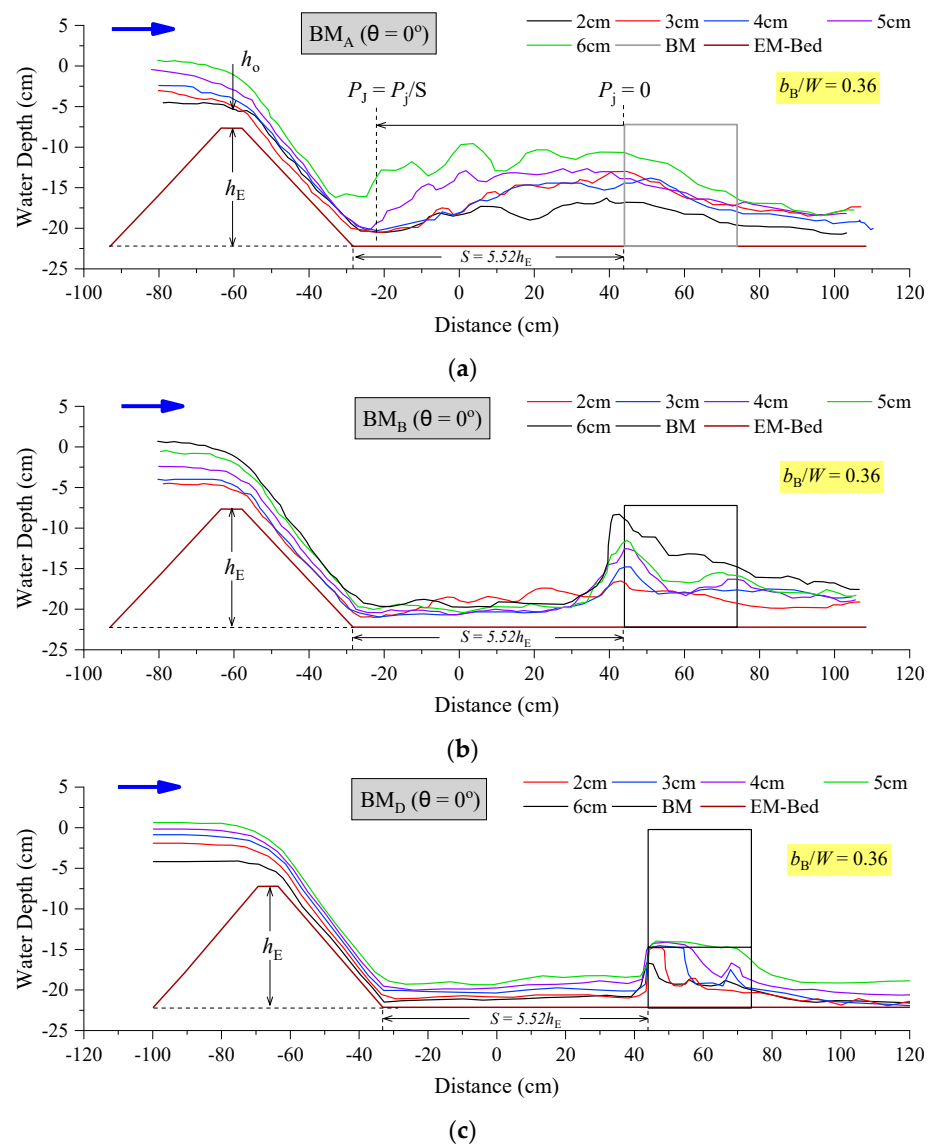 BM_A (θ = 0°)
2cm 3cm 4cm 5cm
6cm BM EM-Bed
b_B/W = 0.36
h_o
P_J = P_j/S
P_j = 0
h_E
S = 5.52h_E
Water Depth (cm)
5
0
-5
-10
-15
-20
-25
-100 -80 -60 -40 -20 0 20 40 60 80 100 120
Distance (cm)
(a)
BM_B (θ = 0°)
2cm 3cm 4cm 5cm
6cm BM EM-Bed
b_B/W = 0.36
h_E
S = 5.52h_E
Water Depth (cm)
5
0
-5
-10
-15
-20
-25
-100 -80 -60 -40 -20 0 20 40 60 80 100 120
Distance (cm)
(b)
BM_D (θ = 0°)
2cm 3cm 4cm 5cm
6cm BM EM-Bed
b_B/W = 0.36
h_E
S = 5.52h_E
Water Depth (cm)
5
0
-5
-10
-15
-20
-25
-120 -100 -80 -60 -40 -20 0 20 40 60 80 100 120
Distance (cm)
(c)